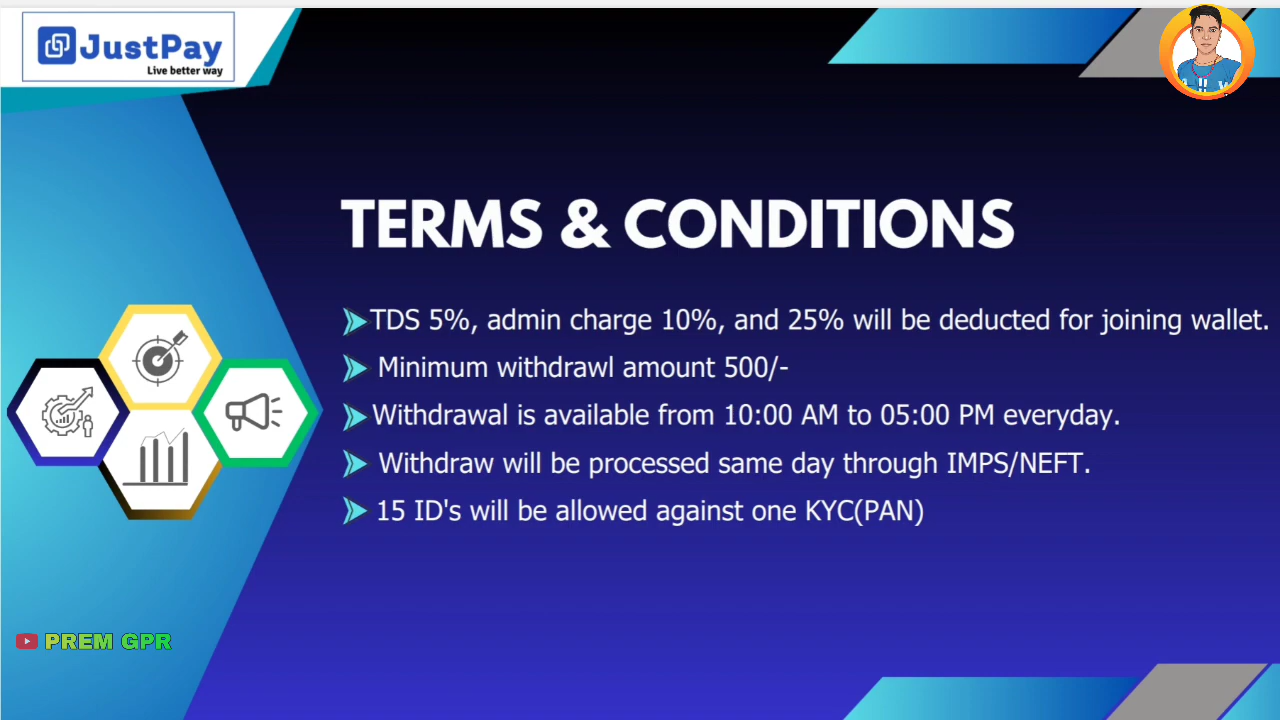 JustPay
Live better way
TERMS & CONDITIONS
TDS 5%, admin charge 10%, and 25% will be deducted for joining wallet.
Minimum withdrawl amount 500/-
Withdrawal is available from 10:00 AM to 05:00 PM everyday.
Withdraw will be processed same day through IMPS/NEFT.
15 ID's will be allowed against one KYC(PAN)
PREM GPR